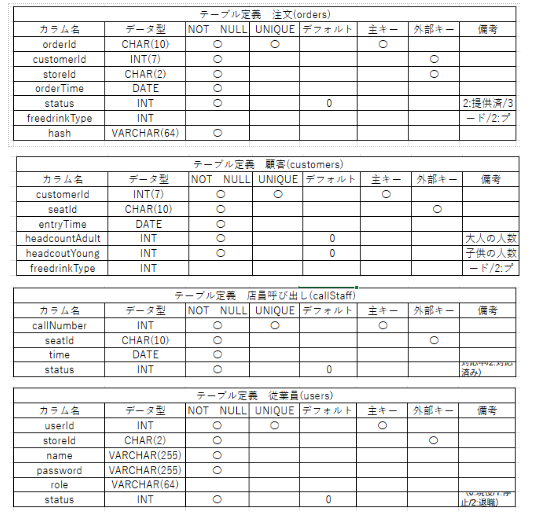 テーブル定義 注文(orders)
カラム名 データ型 NOT NULL UNIQUE デフォルト 主キー 外部キー 備考
orderId CHAR(10) ○ ○ ○
customerId INT(7) ○ ○
storeId CHAR(2) ○ ○
orderTime DATE ○
status INT ○ 0 2:提供済/3
freedrinkType INT ード/2:プ
hash VARCHAR(64) ○
テーブル定義 顧客(customers)
カラム名 データ型 NOT NULL UNIQUE デフォルト 主キー 外部キー 備考
customerId INT(7) ○ ○ ○
seatId CHAR(10) ○ ○
entryTime DATE ○
headcountAdult INT ○ 0 大人の人数
headcoutYoung INT ○ 0 子供の人数
freedrinkType INT ード/2:プ
テーブル定義 店員呼び出し(callStaff)
カラム名 データ型 NOT NULL UNIQUE デフォルト 主キー 外部キー 備考
callNumber INT ○ ○ ○
seatId CHAR(10) ○ ○
time DATE ○
status INT ○ 0
済み)
テーブル定義 従業員(users)
カラム名 データ型 NOT NULL UNIQUE デフォルト 主キー 外部キー 備考
userId INT ○ ○ ○
storeId CHAR(2) ○ ○
name VARCHAR(255) ○
password VARCHAR(255) ○
role VARCHAR(64)
status INT ○ 0
止/2:退職)